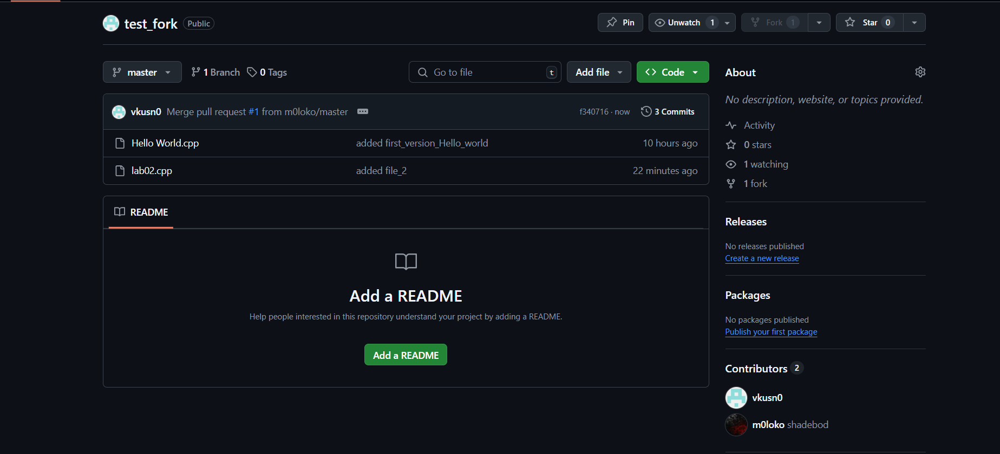 test_fork Public Pin Unwatch 1 Fork 1 Star 0
master 1 Branch 0 Tags Go to file t Add file Code
vkusn0 Merge pull request #1 from m0loko/master f340716 · now 3 Commits
Hello World.cpp added first_version_Hello_world 10 hours ago
lab02.cpp added file_2 22 minutes ago
README
Add a README
Help people interested in this repository understand your project by adding a README.
Add a README
About
No description, website, or topics provided.
Activity
0 stars
1 watching
1 fork
Releases
No releases published
Create a new release
Packages
No packages published
Publish your first package
Contributors 2
vkusn0
m0loko shadebod